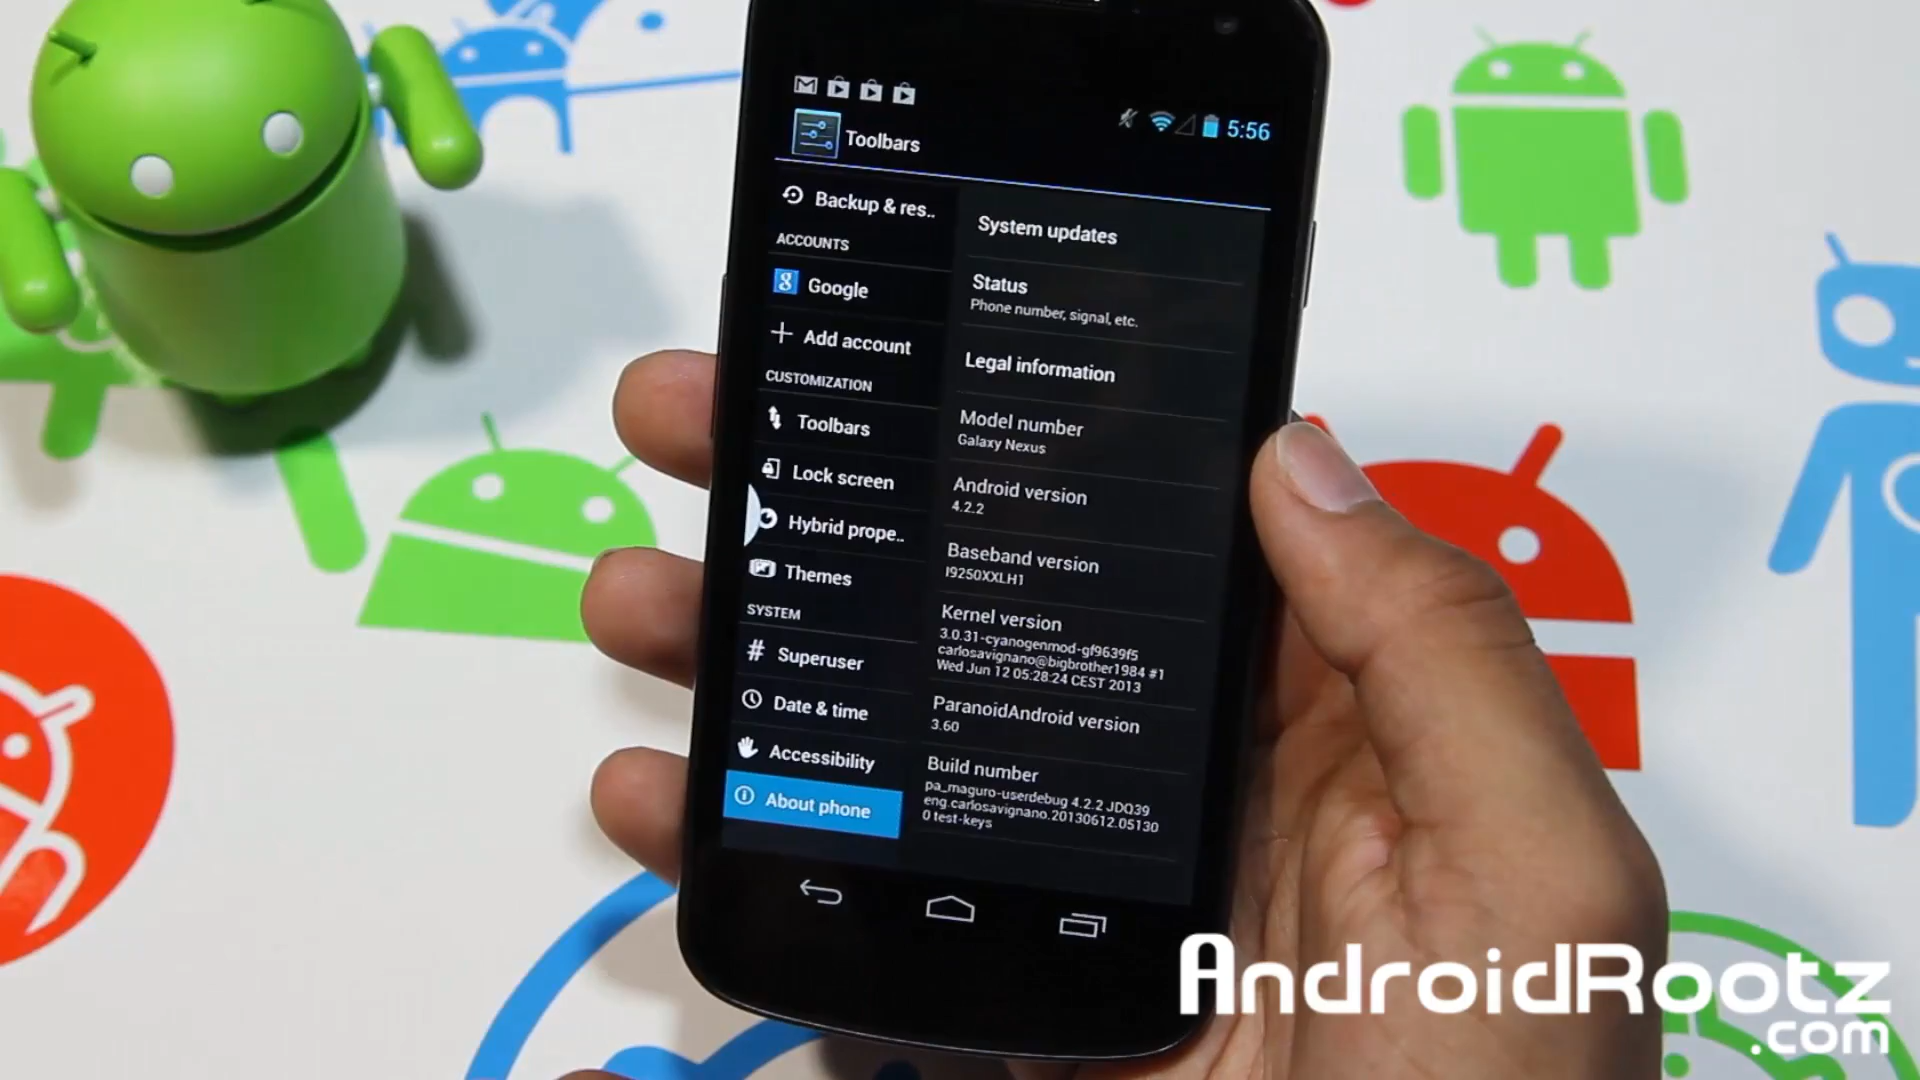 5:56
Toolbars
Backup & res..
ACCOUNTS
Google
Add account
CUSTOMIZATION
Toolbars
Lock screen
Hybrid prope..
Themes
SYSTEM
Superuser
Date & time
Accessibility
About phone
System updates
Status
Phone number, signal, etc.
Legal information
Model number
Galaxy Nexus
Android version
4.2.2
Baseband version
I9250XXLH1
Kernel version
3.0.31-cyanogenmod-gf9639f5
carlosavignano@bigbrother1984 #1
Wed Jun 12 05:28:24 CEST 2013
ParanoidAndroid version
3.60
Build number
pa_maguro-userdebug 4.2.2 JDQ39
eng.carlosavignano.20130612.05130
0 test-keys
AndroidRootz
.com